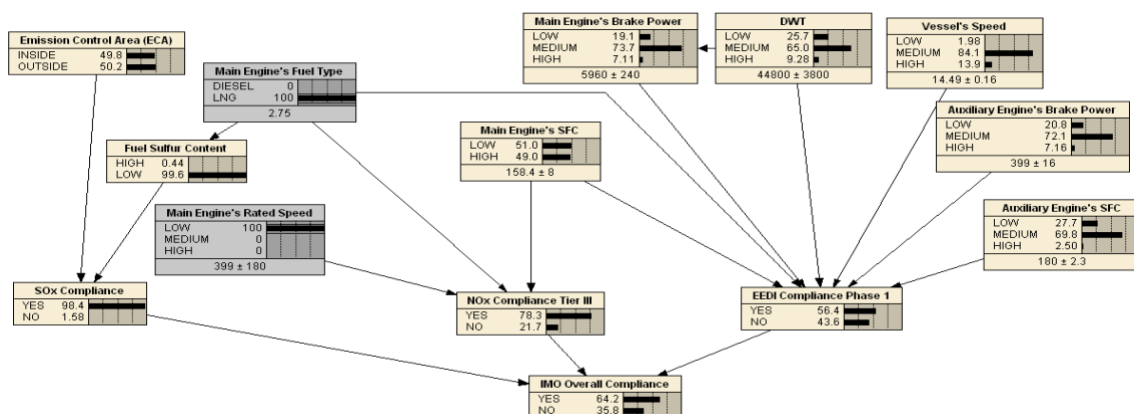 Main Engine's Brake Power
LOW 19.1
MEDIUM 73.7
HIGH 7.11
5960 ± 240
DWT
LOW 25.7
MEDIUM 65.0
HIGH 9.28
44800 ± 3800
Vessel's Speed
LOW 1.98
MEDIUM 84.1
HIGH 13.9
14.49 ± 0.16
Emission Control Area (ECA)
INSIDE 49.8
OUTSIDE 50.2
Main Engine's Fuel Type
DIESEL 0
LNG 100
2.75
Auxiliary Engine's Brake Power
LOW 20.8
MEDIUM 72.1
HIGH 7.16
399 ± 16
Main Engine's SFC
LOW 51.0
HIGH 49.0
158.4 ± 8
Fuel Sulfur Content
HIGH 0.44
LOW 99.6
Main Engine's Rated Speed
LOW 100
MEDIUM 0
HIGH 0
399 ± 180
Auxiliary Engine's SFC
LOW 27.7
MEDIUM 69.8
HIGH 2.50
180 ± 2.3
SOx Compliance
YES 98.4
NO 1.58
NOx Compliance Tier III
YES 78.3
NO 21.7
EEDI Compliance Phase 1
YES 56.4
NO 43.6
IMO Overall Compliance
YES 64.2
NO 35.8